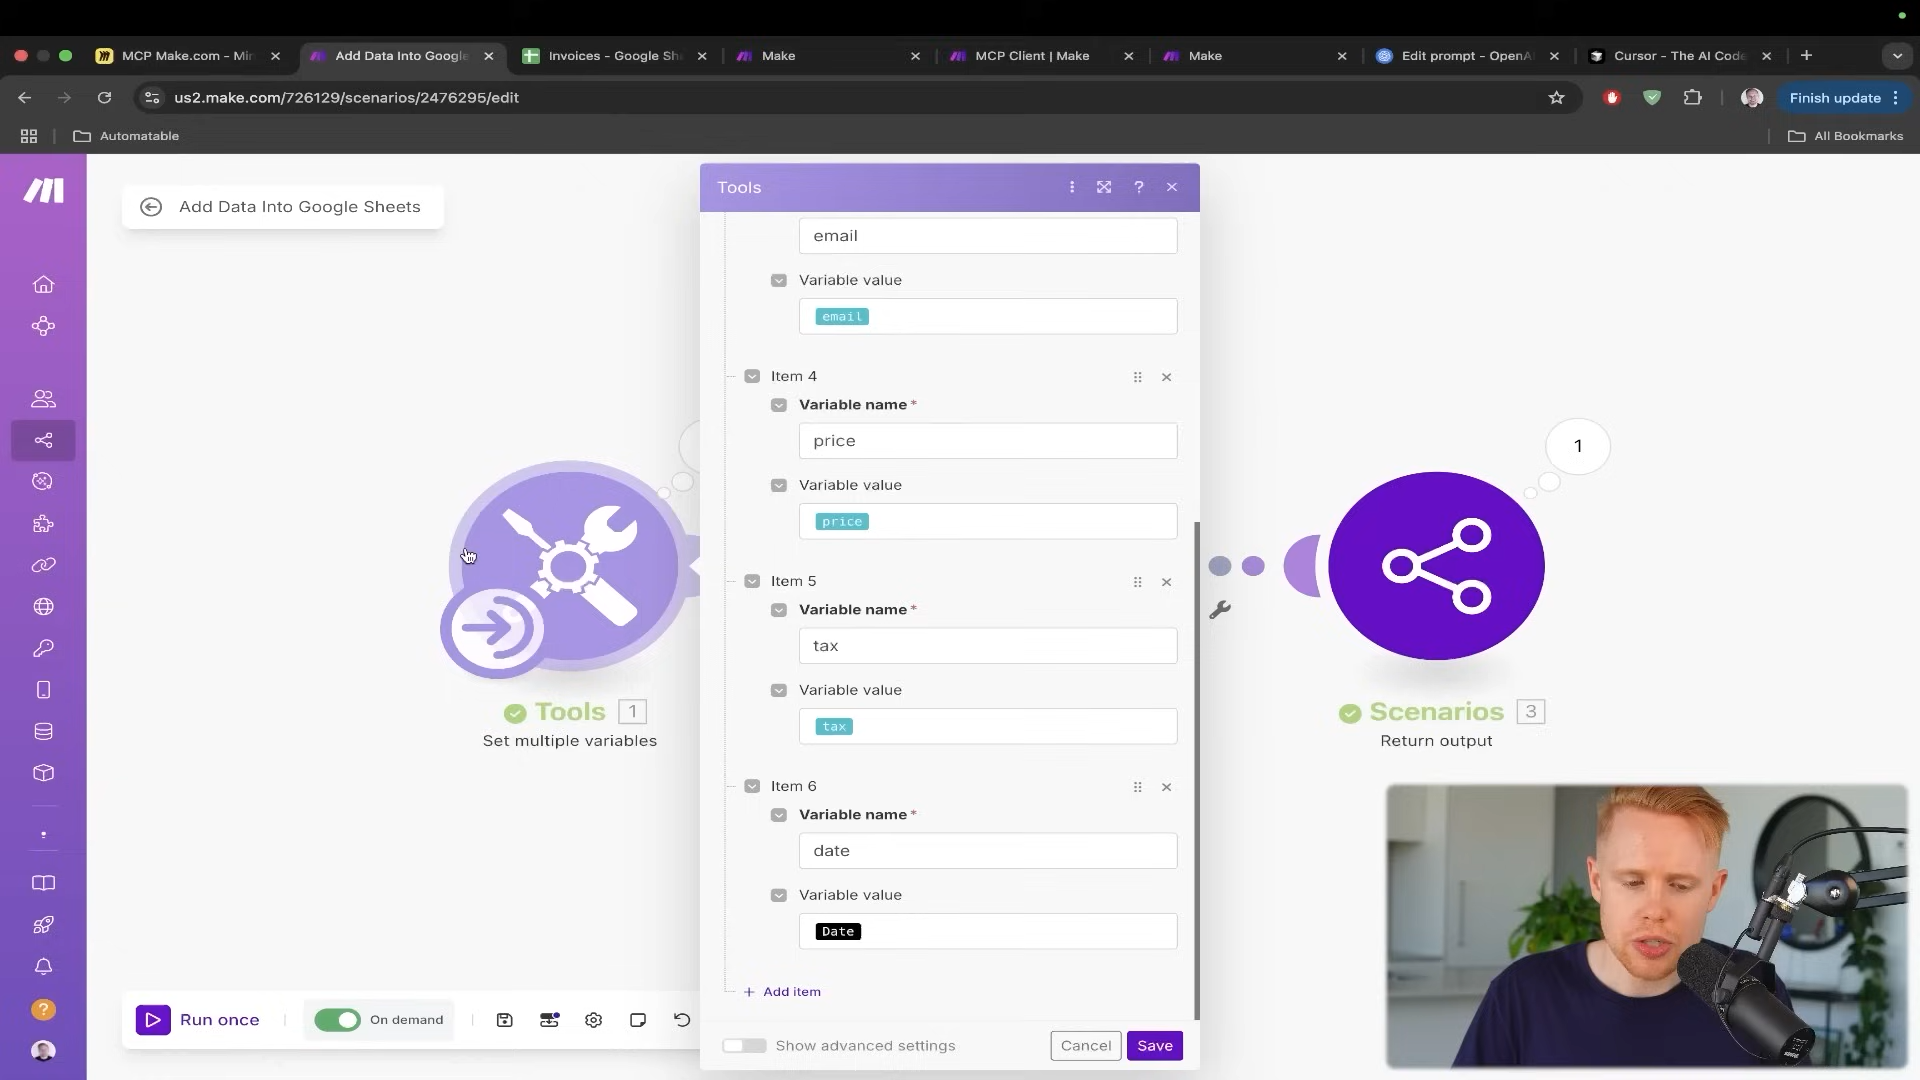 MCP Make.com - Mir
Add Data Into Google
Invoices - Google Sh
Make
MCP Client | Make
Make
Edit prompt - OpenA
Cursor - The AI Code
us2.make.com/726129/scenarios/2476295/edit
Finish update
Automatable
All Bookmarks
Add Data Into Google Sheets
Tools
email
Variable value
email
Item 4
Variable name *
price
Variable value
price
Item 5
Variable name *
tax
Variable value
tax
Item 6
Variable name *
date
Variable value
Date
+ Add item
Show advanced settings
Cancel
Save
Tools 1
Set multiple variables
1
Scenarios 3
Return output
Run once
On demand